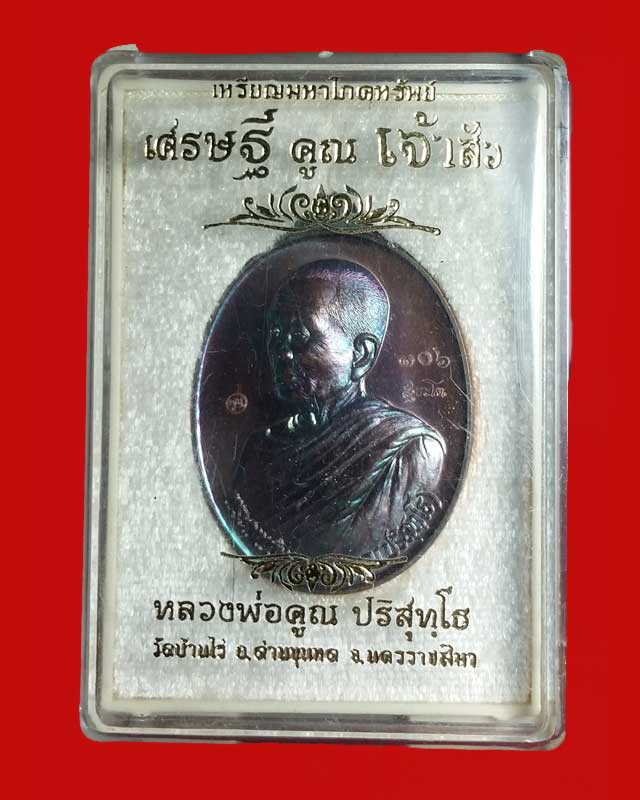 เหรียญมหาโภคทรัพย์
เศรษฐี คูณ เจ้าสัว
๑๐๖
หลวงพ่อคูณ ปริสุทฺโธ
วัดบ้านไร่ อ.ด่านขุนทด จ.นครราชสีมา